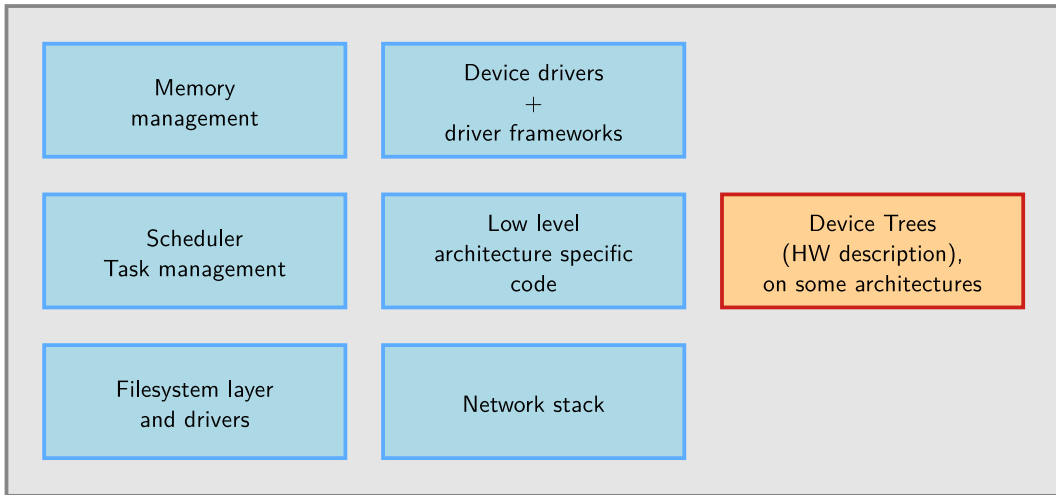 Memory
management
Device drivers
+
driver frameworks
Scheduler
Task management
Low level
architecture specific
code
Device Trees
(HW description),
on some architectures
Filesystem layer
and drivers
Network stack